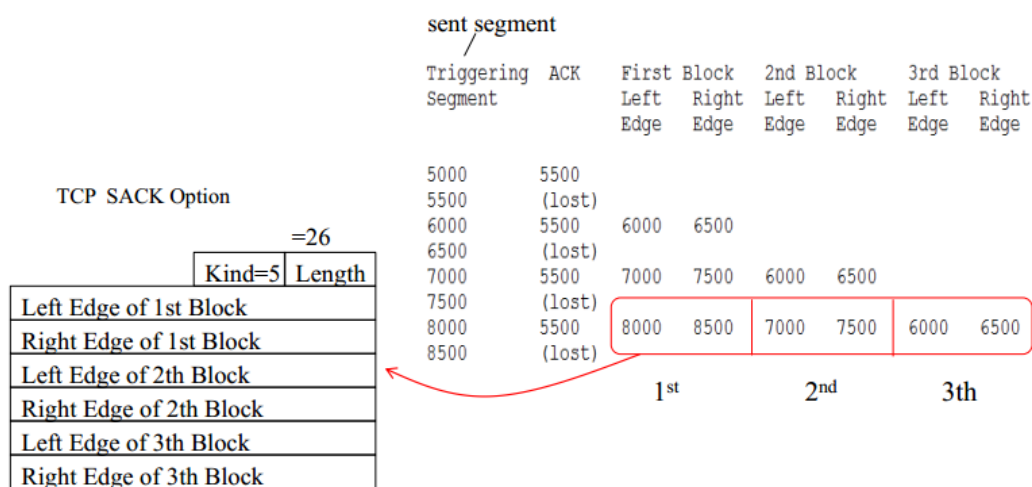 sent segment
Triggering ACK First Block 2nd Block 3rd Block
Segment Left Right Left Right Left Right
Edge Edge Edge Edge Edge Edge
5000 5500
5500 (lost)
6000 5500 6000 6500
6500 (lost)
7000 5500 7000 7500 6000 6500
7500 (lost)
8000 5500 8000 8500 7000 7500 6000 6500
8500 (lost)
1st 2nd 3th
TCP SACK Option
=26
Kind=5 Length
Left Edge of 1st Block
Right Edge of 1st Block
Left Edge of 2th Block
Right Edge of 2th Block
Left Edge of 3th Block
Right Edge of 3th Block